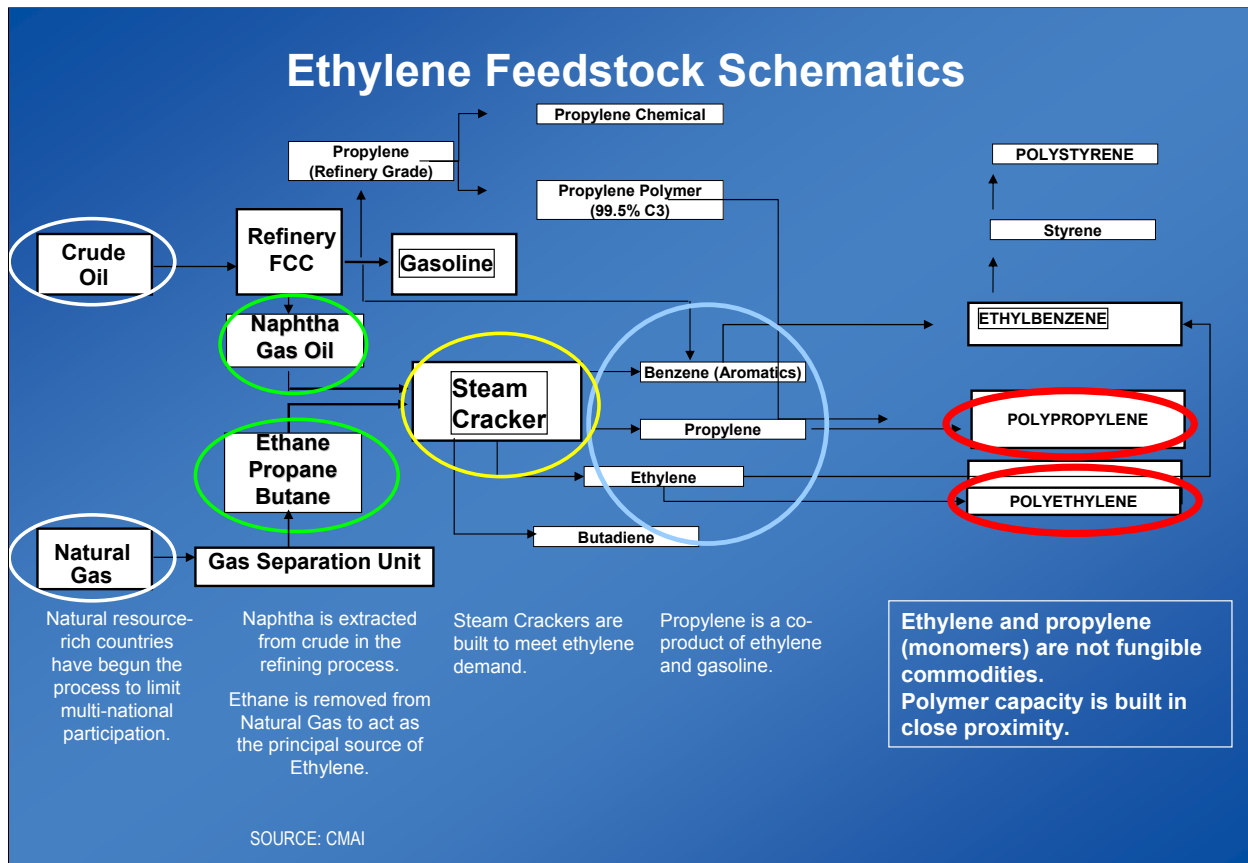 Ethylene Feedstock Schematics
Propylene Chemical
Propylene
(Refinery Grade)
POLYSTYRENE
Propylene Polymer
(99.5% C3)
Styrene
Crude
Oil
Refinery
FCC
Gasoline
Naphtha
Gas Oil
ETHYLBENZENE
Steam
Cracker
Benzene (Aromatics)
Propylene
POLYPROPYLENE
Ethane
Propane
Butane
Ethylene
POLYETHYLENE
Butadiene
Natural
Gas
Gas Separation Unit
Natural resource-
rich countries
have begun the
process to limit
multi-national
participation.
Naphtha is extracted
from crude in the
refining process.
Ethane is removed from
Natural Gas to act as
the principal source of
Ethylene.
Steam Crackers are
built to meet ethylene
demand.
Propylene is a co-
product of ethylene
and gasoline.
Ethylene and propylene
(monomers) are not fungible
commodities.
Polymer capacity is built in
close proximity.
SOURCE: CMAI